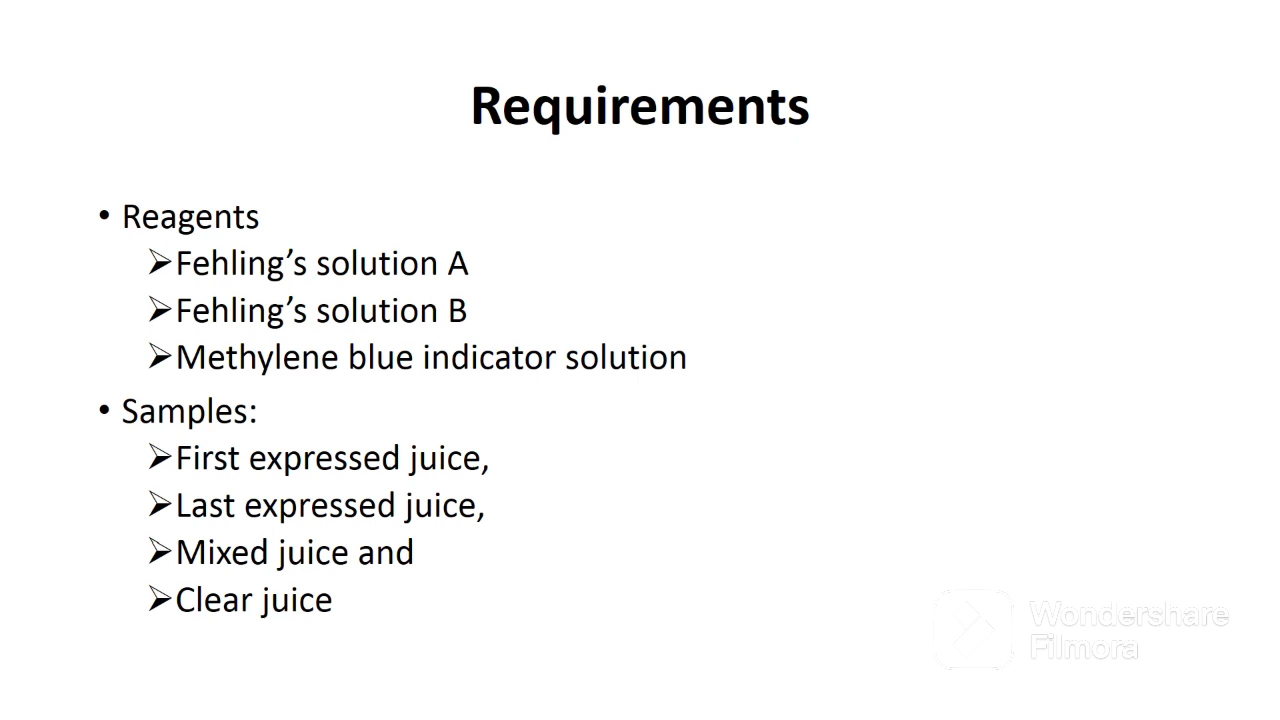 Requirements
• Reagents
➢Fehling’s solution A
➢Fehling’s solution B
➢Methylene blue indicator solution
• Samples:
➢First expressed juice,
➢Last expressed juice,
➢Mixed juice and
➢Clear juice
Wondershare
Filmora